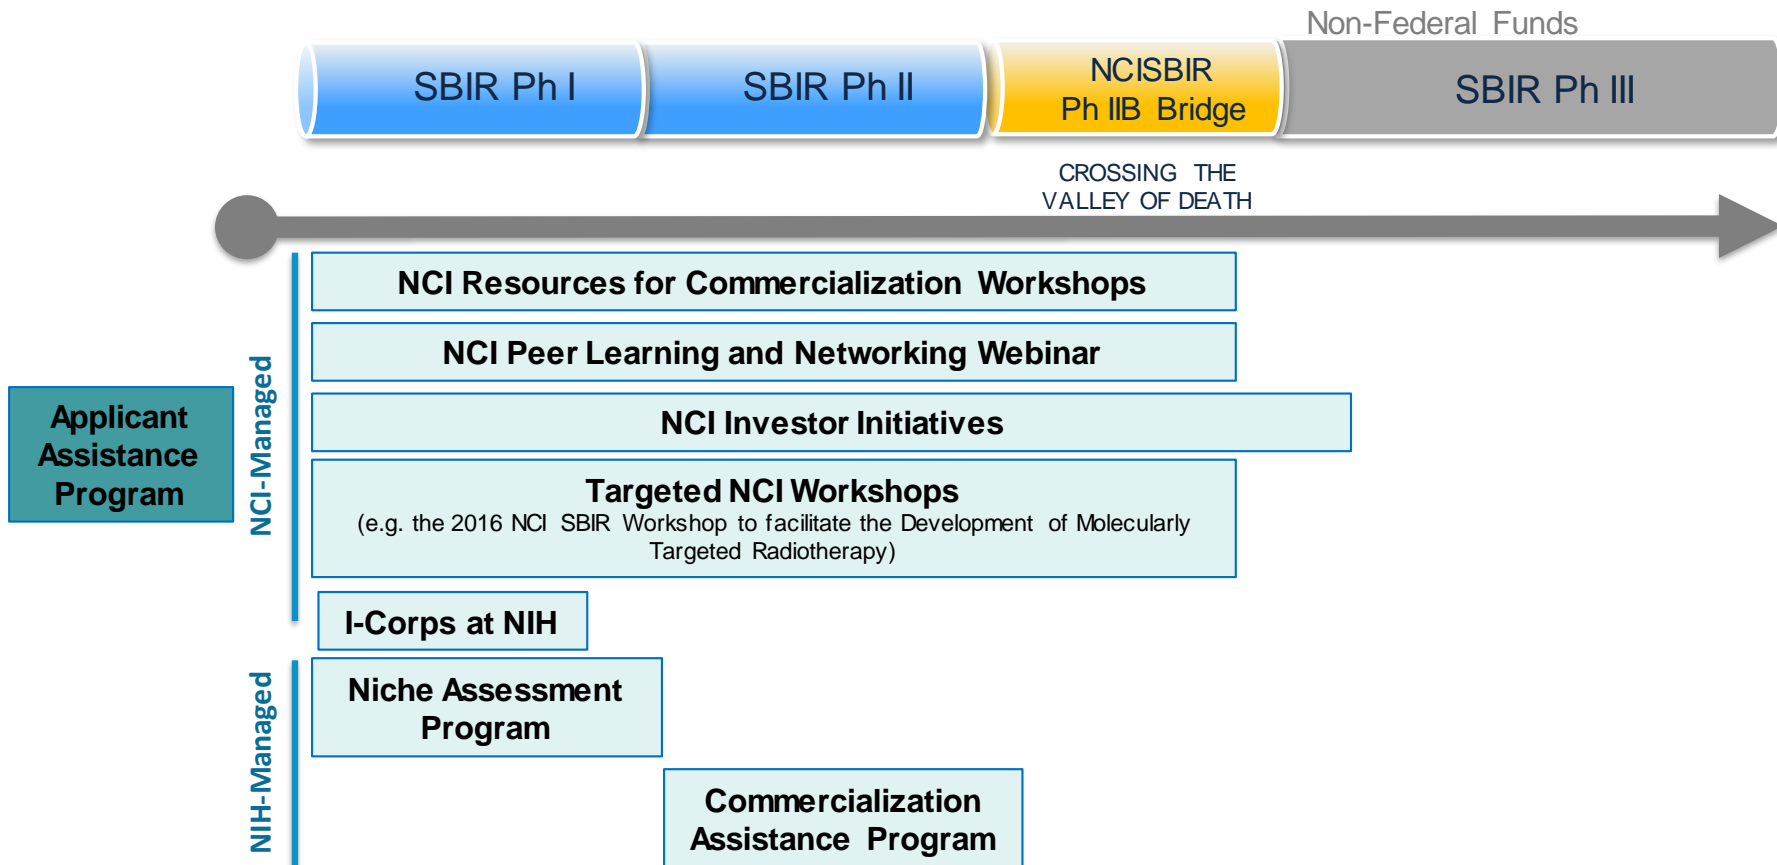 Non-Federal Funds
SBIR Ph I
SBIR Ph II
NCISBIR
Ph IIB Bridge
SBIR Ph III
CROSSING THE
VALLEY OF DEATH
Applicant
Assistance
Program
NCI-Managed
NCI Resources for Commercialization Workshops
NCI Peer Learning and Networking Webinar
NCI Investor Initiatives
Targeted NCI Workshops
(e.g. the 2016 NCI SBIR Workshop to facilitate the Development of Molecularly
Targeted Radiotherapy)
I-Corps at NIH
NIH-Managed
Niche Assessment
Program
Commercialization
Assistance Program